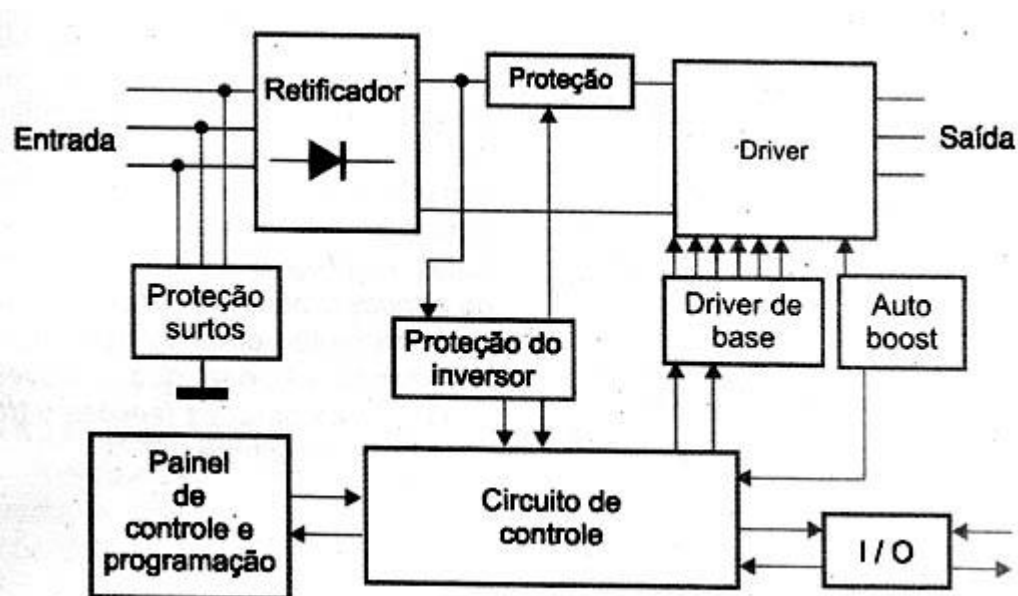 Entrada
Retificador
Proteção
Driver
Saída
Proteção
surtos
Proteção do
inversor
Driver de
base
Auto
boost
Painel
de
controle e
programação
Circuito de
controle
I / O